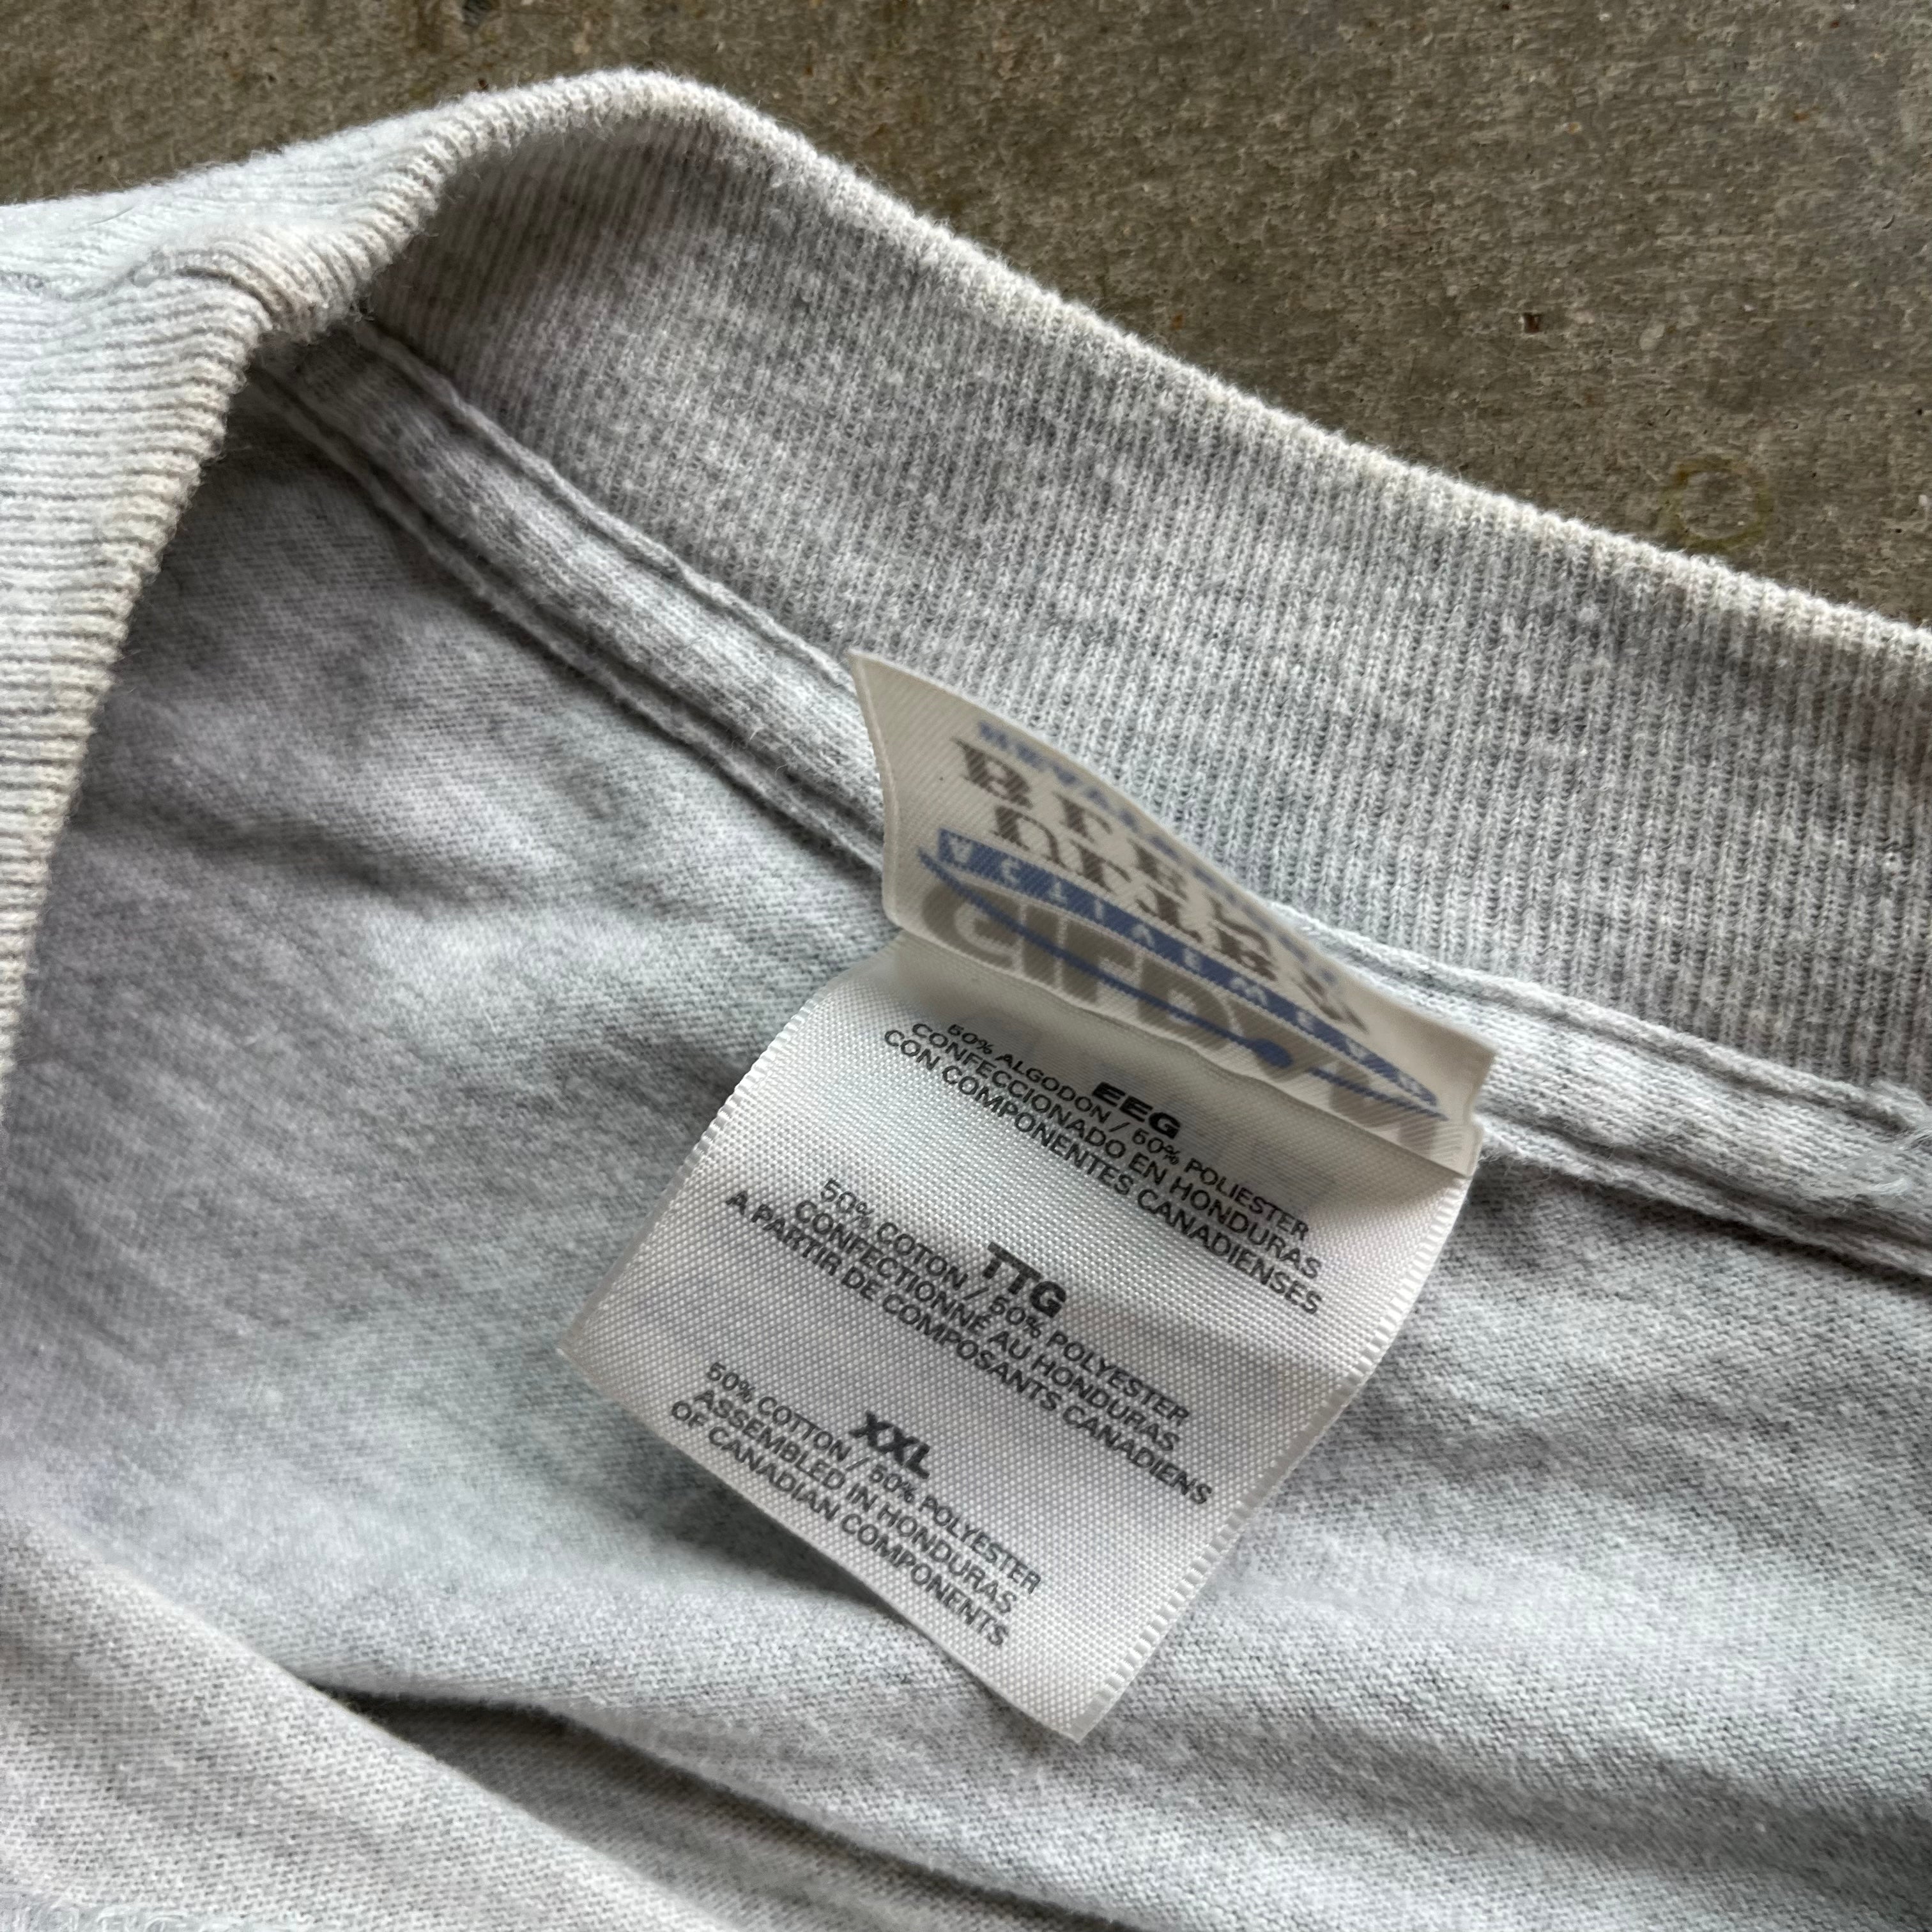 EEG
50% ALGODON / 50% POLIESTER
CONFECCIONADO EN HONDURAS
CON COMPONENTES CANADIENSES
TTG
50% COTON / 50% POLYESTER
CONFECTIONNÉ AU HONDURAS
A PARTIR DE COMPOSANTS CANADIENS
XXL
50% COTTON / 50% POLYESTER
ASSEMBLED IN HONDURAS
OF CANADIAN COMPONENTS